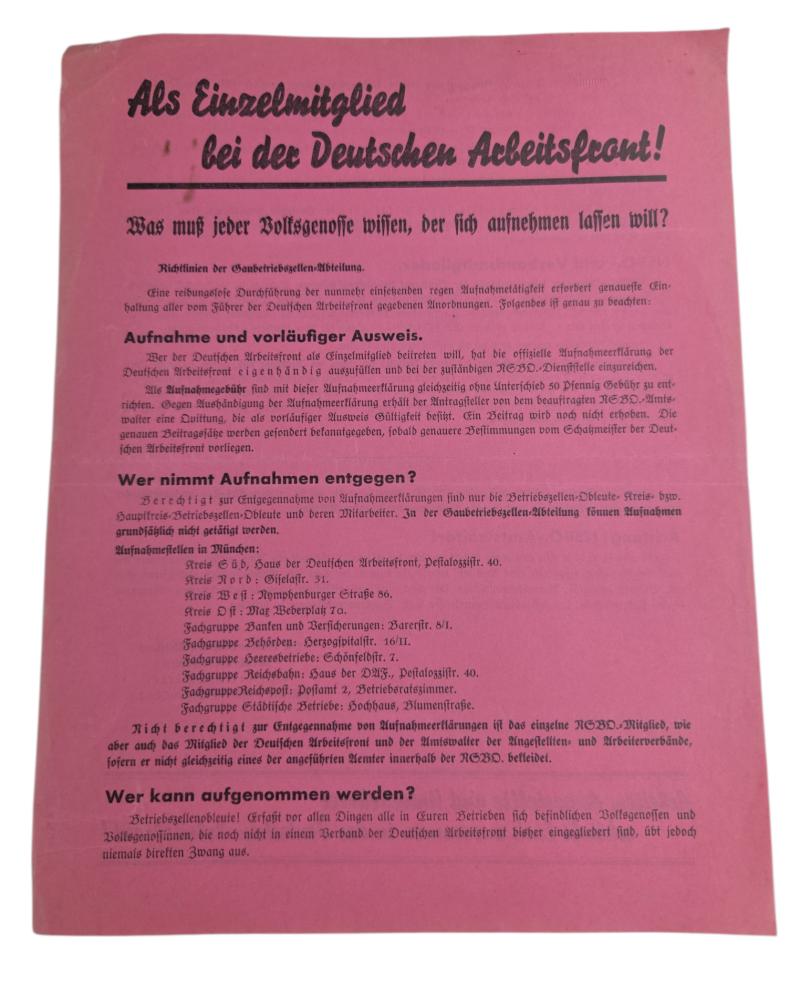 Als Einzelmitglied
bei der Deutschen Arbeitsfront!
Was muß jeder Volksgenosse wissen, der sich aufnehmen lassen will?
Richtlinien der Gaubetriebszellen-Abteilung.
Eine reibungslose Durchführung der nunmehr einsetzenden regen Aufnahmetätigkeit erfordert genaueste Ein-
haltung aller vom Führer der Deutschen Arbeitsfront gegebenen Anordnungen. Folgendes ist genau zu beachten:
Aufnahme und vorläufiger Ausweis.
Wer der Deutschen Arbeitsfront als Einzelmitglied beitreten will, hat die offizielle Aufnahmeerklärung der
Deutschen Arbeitsfront eigenhändig auszufüllen und bei der zuständigen NSBO.-Dienststelle einzureichen.
Als Aufnahmegebühr sind mit dieser Aufnahmeerklärung gleichzeitig ohne Unterschied 50 Pfennig Gebühr zu ent-
richten. Gegen Aushändigung der Aufnahmeerklärung erhält der Antragsteller von dem beauftragten NSBO.-Amts-
walter eine Quittung, die als vorläufiger Ausweis Gültigkeit besitzt. Ein Beitrag wird noch nicht erhoben. Die
genauen Beitragssätze werden gesondert bekanntgegeben, sobald genauere Bestimmungen vom Schatzmeister der Deut-
schen Arbeitsfront vorliegen.
Wer nimmt Aufnahmen entgegen?
Berechtigt zur Entgegennahme von Aufnahmeerklärungen sind nur die Betriebszellen-Obleute- Kreis- bzw.
Hauptkreis-Betriebszellen-Obleute und deren Mitarbeiter. In der Gaubetriebszellen-Abteilung können Aufnahmen
grundsätzlich nicht getätigt werden.
Aufnahmestellen in München:
Kreis Süd, Haus der Deutschen Arbeitsfront, Pestalozzistr. 40.
Kreis Nord: Giselastr. 31.
Kreis West: Nymphenburger Straße 86.
Kreis Ost: Max Weberplatz 7a.
Fachgruppe Banken und Versicherungen: Barerstr. 8/I.
Fachgruppe Behörden: Herzogspitalstr. 16/II.
Fachgruppe Heeresbetriebe: Schönfeldstr. 7.
Fachgruppe Reichsbahn: Haus der DAF., Pestalozzistr. 40.
FachgruppeReichspost: Postamt 2, Betriebsratszimmer.
Fachgruppe Städtische Betriebe: Hochhaus, Blumenstraße.
Nicht berechtigt zur Entgegennahme von Aufnahmeerklärungen ist das einzelne NSBO.-Mitglied, wie
aber auch das Mitglied der Deutschen Arbeitsfront und der Amtswalter der Angestellten- und Arbeiterverbände,
sofern er nicht gleichzeitig eines der angeführten Aemter innerhalb der NSBO. bekleidet.
Wer kann aufgenommen werden?
Betriebszellenobleute! Erfaßt vor allen Dingen alle in Euren Betrieben sich befindlichen Volksgenossen und
Volksgenossinnen, die noch nicht in einem Verband der Deutschen Arbeitsfront bisher eingegliedert sind, übt jedoch
niemals direkten Zwang aus.